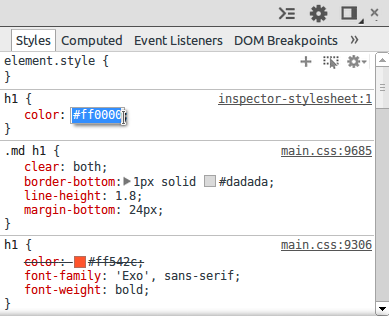 Styles Computed Event Listeners DOM Breakpoints »
element.style {
}
h1 { inspector-stylesheet:1
color: #ff0000;
}
.md h1 { main.css:9685
clear: both;
border-bottom:▶1px solid #dadada;
line-height: 1.8;
margin-bottom: 24px;
}
h1 { main.css:9306
color: #ff542c;
font-family: 'Exo', sans-serif;
font-weight: bold;
}